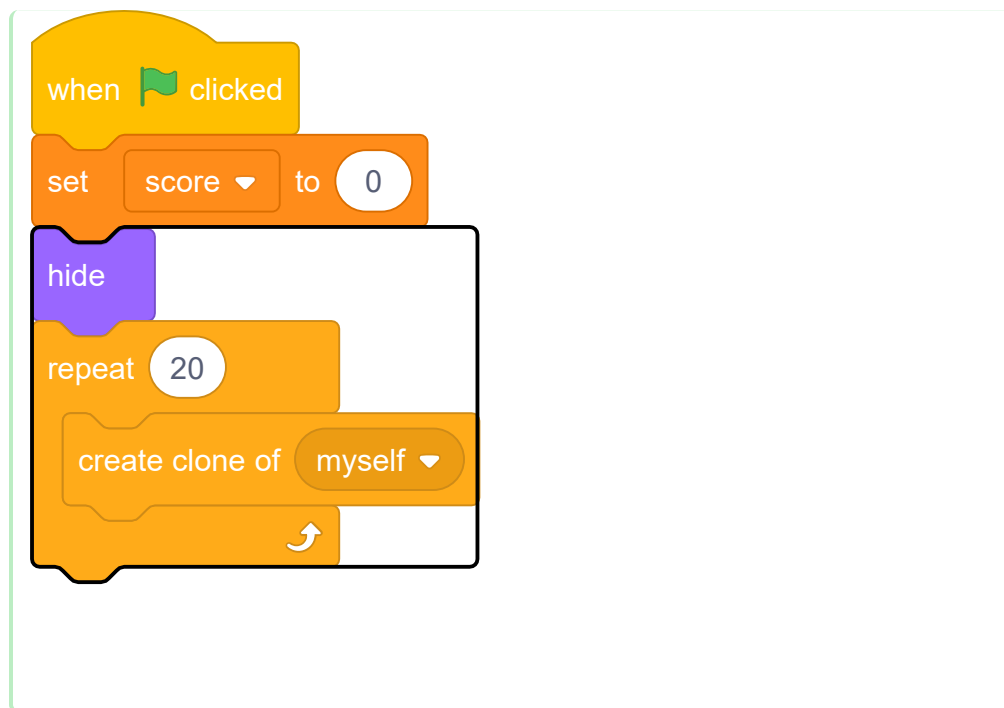 when clicked
set score to 0
hide
repeat 20
create clone of myself